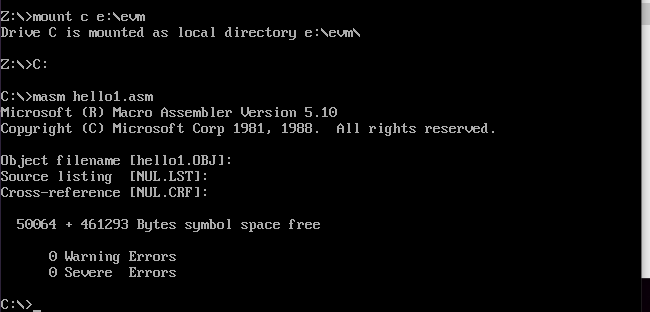 Z:\>mount c e:\evm
Drive C is mounted as local directory e:\evm\
Z:\>C:
C:\>masm hello1.asm
Microsoft (R) Macro Assembler Version 5.10
Copyright (C) Microsoft Corp 1981, 1988.  All rights reserved.
Object filename [hello1.OBJ]:
Source listing  [NUL.LST]:
Cross-reference [NUL.CRF]:
50064 + 461293 Bytes symbol space free
0 Warning Errors
0 Severe  Errors
C:\>_